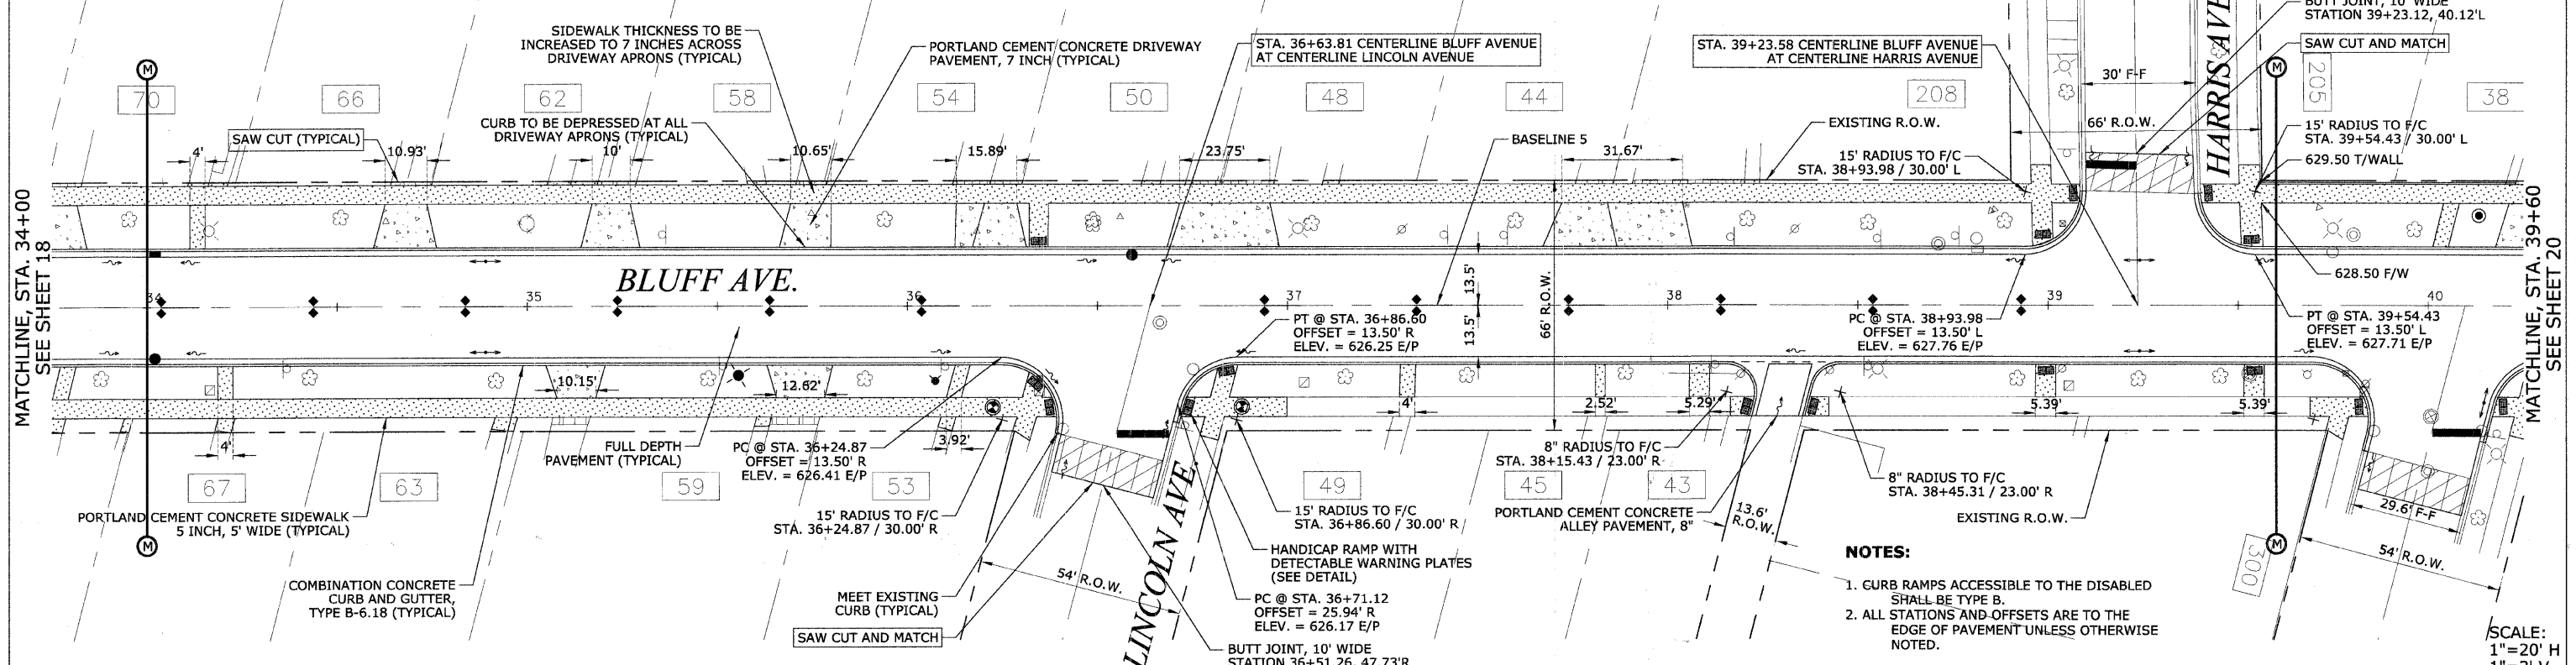 MATCHLINE, STA. 34+00
SEE SHEET 18
SIDEWALK THICKNESS TO BE
INCREASED TO 7 INCHES ACROSS
DRIVEWAY APRONS (TYPICAL)
PORTLAND CEMENT CONCRETE DRIVEWAY
PAVEMENT, 7 INCH (TYPICAL)
STA. 36+63.81 CENTERLINE BLUFF AVENUE
AT CENTERLINE LINCOLN AVENUE
STA. 39+23.58 CENTERLINE BLUFF AVENUE
AT CENTERLINE HARRIS AVENUE
BUTT JOINT, 10' WIDE
STATION 39+23.12, 40.12'L
SAW CUT AND MATCH
HARRIS AVE
30' F-F
66' R.O.W.
M
M
70
66
62
58
54
50
48
44
208
205
38
SAW CUT (TYPICAL)
CURB TO BE DEPRESSED AT ALL
DRIVEWAY APRONS (TYPICAL)
BASELINE 5
EXISTING R.O.W.
15' RADIUS TO F/C
STA. 38+93.98 / 30.00' L
15' RADIUS TO F/C
STA. 39+54.43 / 30.00' L
629.50 T/WALL
628.50 F/W
4'
10.93'
10'
10.65'
15.89'
23.75'
31.67'
BLUFF AVE.
34
35
36
37
38
39
40
13.5'
13.5'
66' R.O.W.
PT @ STA. 36+86.60
OFFSET = 13.50' R
ELEV. = 626.25 E/P
PC @ STA. 38+93.98
OFFSET = 13.50' L
ELEV. = 627.76 E/P
PT @ STA. 39+54.43
OFFSET = 13.50' L
ELEV. = 627.71 E/P
MATCHLINE, STA. 39+60
SEE SHEET 20
10.15'
12.62'
4'
3.92'
4'
2.52'
5.29'
5.39'
5.39'
FULL DEPTH
PAVEMENT (TYPICAL)
PC @ STA. 36+24.87
OFFSET = 13.50' R
ELEV. = 626.41 E/P
8" RADIUS TO F/C
STA. 38+15.43 / 23.00' R
8" RADIUS TO F/C
STA. 38+45.31 / 23.00' R
67
63
59
53
49
45
43
300
PORTLAND CEMENT CONCRETE SIDEWALK
5 INCH, 5' WIDE (TYPICAL)
15' RADIUS TO F/C
STA. 36+24.87 / 30.00' R
15' RADIUS TO F/C
STA. 36+86.60 / 30.00' R
PORTLAND CEMENT CONCRETE
ALLEY PAVEMENT, 8"
13.6'
R.O.W.
EXISTING R.O.W.
29.6' F-F
54' R.O.W.
M
M
COMBINATION CONCRETE
CURB AND GUTTER,
TYPE B-6.18 (TYPICAL)
MEET EXISTING
CURB (TYPICAL)
SAW CUT AND MATCH
54' R.O.W.
LINCOLN AVE.
HANDICAP RAMP WITH
DETECTABLE WARNING PLATES
(SEE DETAIL)
PC @ STA. 36+71.12
OFFSET = 25.94' R
ELEV. = 626.17 E/P
BUTT JOINT, 10' WIDE
STATION 36+51.26, 47.73'R
NOTES:
1. CURB RAMPS ACCESSIBLE TO THE DISABLED
SHALL BE TYPE B.
2. ALL STATIONS AND OFFSETS ARE TO THE
EDGE OF PAVEMENT UNLESS OTHERWISE
NOTED.
SCALE:
1"=20' H